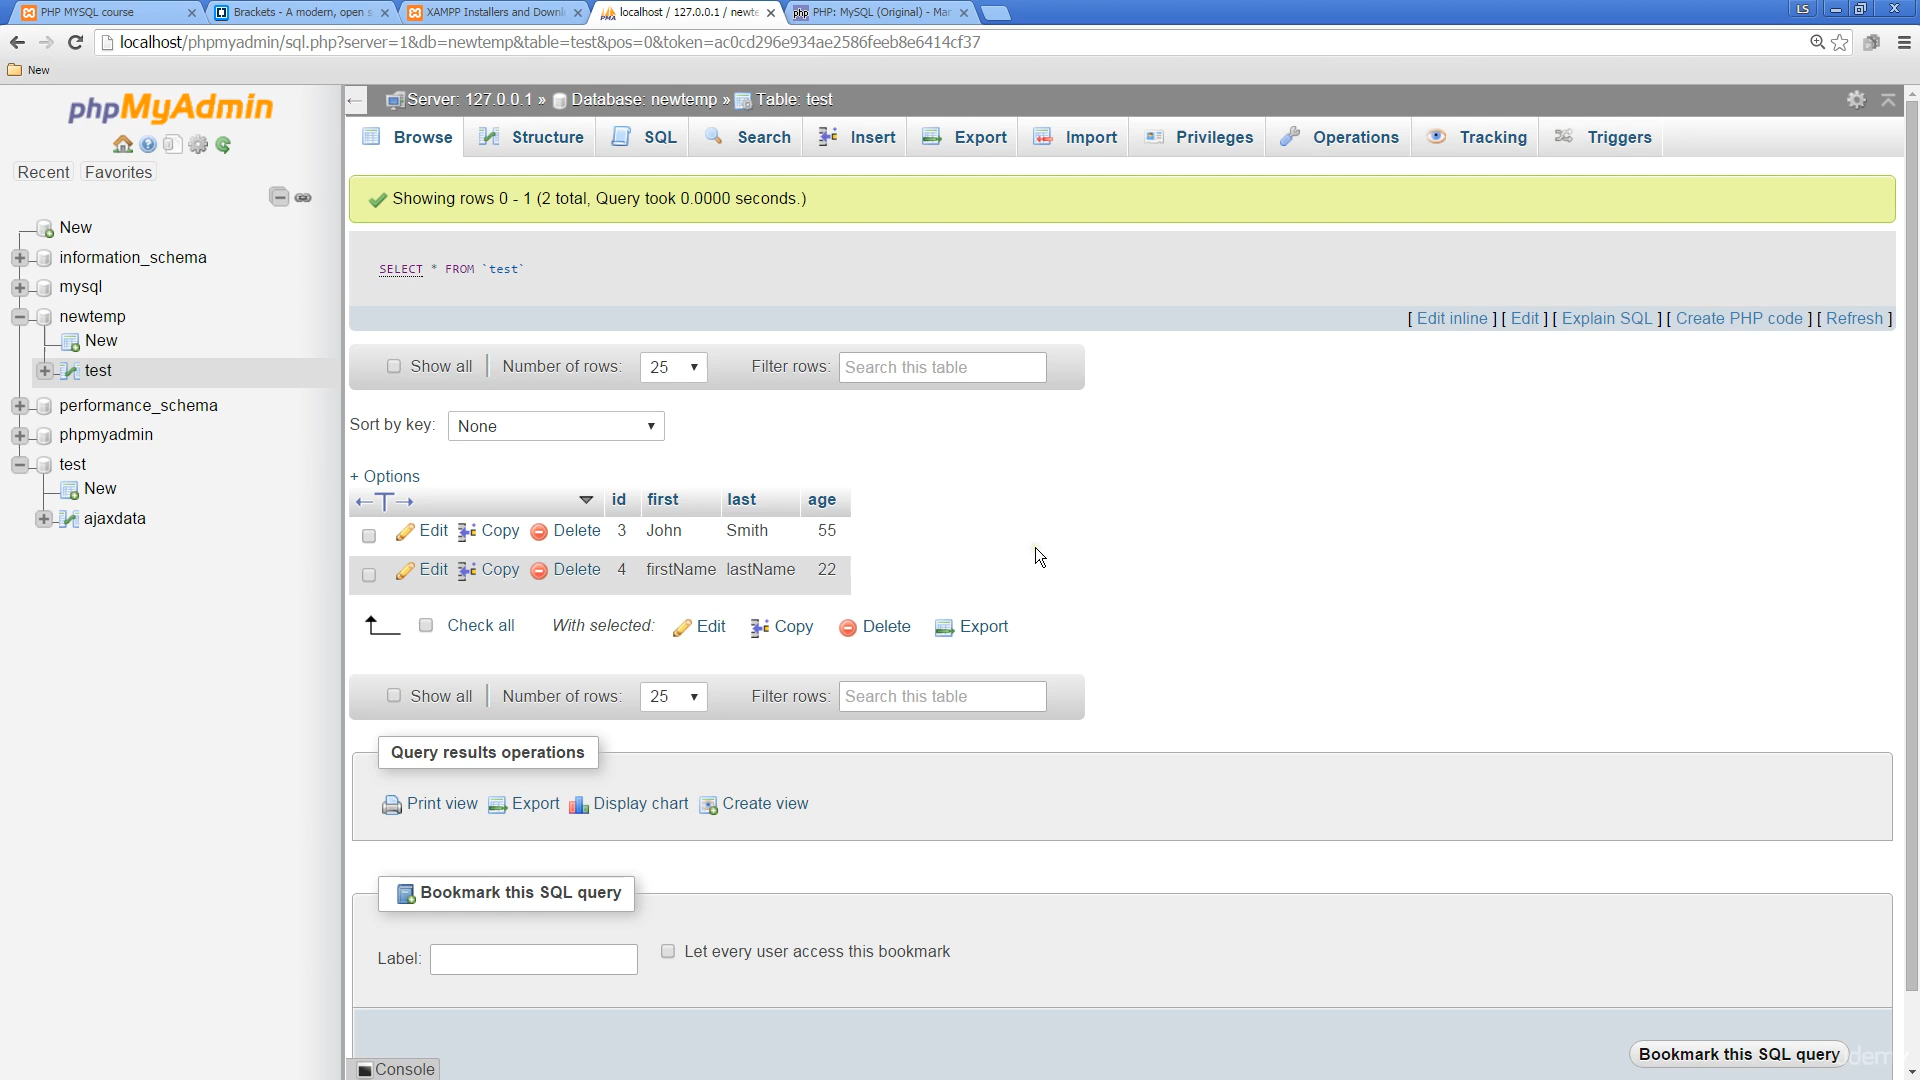 PHP MYSQL course
Brackets - A modern, open s
XAMPP Installers and Downl
localhost / 127.0.0.1 / newte
PHP: MySQL (Original) - Mar
LS
localhost/phpmyadmin/sql.php?server=1&db=newtemp&table=test&pos=0&token=ac0cd296e934ae2586feeb8e6414cf37
New
phpMyAdmin
Recent Favorites
New
information_schema
mysql
newtemp
New
test
performance_schema
phpmyadmin
test
New
ajaxdata
Server: 127.0.0.1 » Database: newtemp » Table: test
Browse Structure SQL Search Insert Export Import Privileges Operations Tracking Triggers
Showing rows 0 - 1 (2 total, Query took 0.0000 seconds.)
SELECT * FROM `test`
[ Edit inline ] [ Edit ] [ Explain SQL ] [ Create PHP code ] [ Refresh ]
Show all Number of rows: 25 Filter rows: Search this table
Sort by key: None
+ Options
id first last age
Edit Copy Delete 3 John Smith 55
Edit Copy Delete 4 firstName lastName 22
Check all With selected: Edit Copy Delete Export
Show all Number of rows: 25 Filter rows: Search this table
Query results operations
Print view Export Display chart Create view
Bookmark this SQL query
Label: Let every user access this bookmark
Bookmark this SQL query
Console